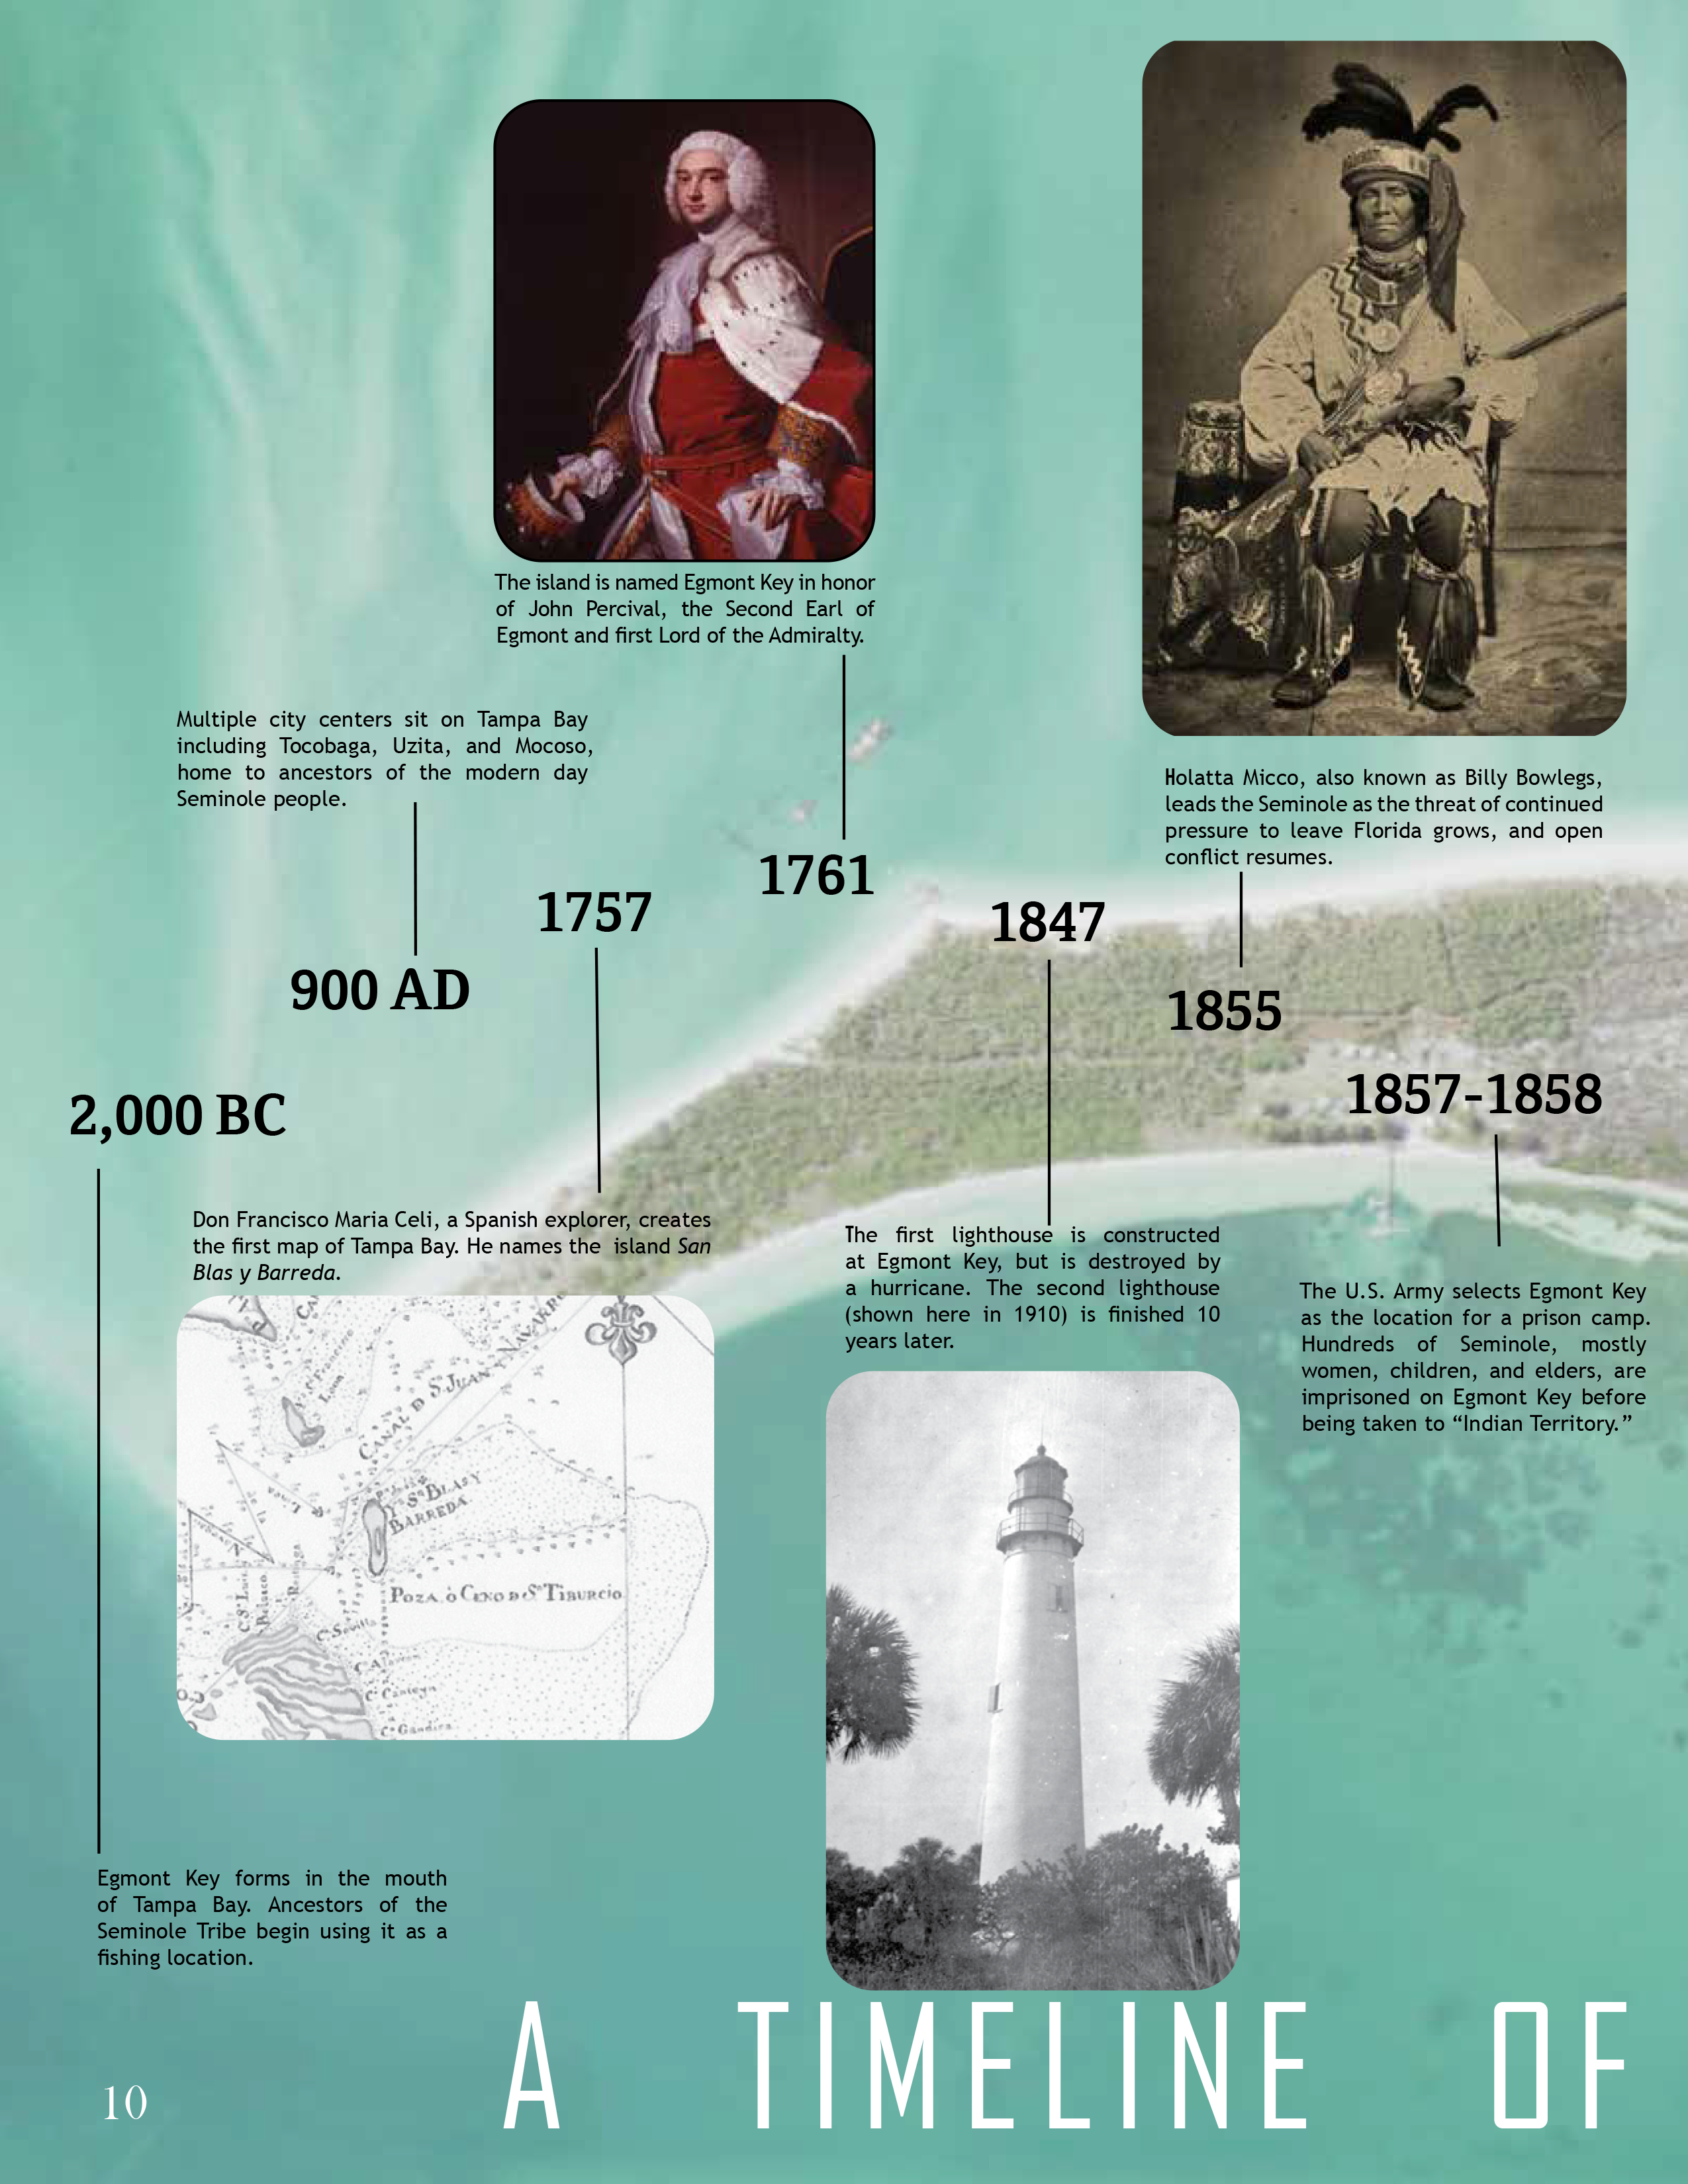 The island is named Egmont Key in honor
of John Percival, the Second Earl of
Egmont and first Lord of the Admiralty.
Multiple city centers sit on Tampa Bay
including Tocobaga, Uzita, and Mocoso,
home to ancestors of the modern day
Seminole people.
Holatta Micco, also known as Billy Bowlegs,
leads the Seminole as the threat of continued
pressure to leave Florida grows, and open
conflict resumes.
1761
1757
1847
900 AD
1855
2,000 BC
1857-1858
Don Francisco Maria Celi, a Spanish explorer, creates
the first map of Tampa Bay. He names the island San
Blas y Barreda.
The first lighthouse is constructed
at Egmont Key, but is destroyed by
a hurricane. The second lighthouse
(shown here in 1910) is finished 10
years later.
The U.S. Army selects Egmont Key
as the location for a prison camp.
Hundreds of Seminole, mostly
women, children, and elders, are
imprisoned on Egmont Key before
being taken to “Indian Territory.”
CANAL D Sn JUAN Y NAVARRO
Sn BLAS Y
BARREDA
POZA
TIBURCIO
Egmont Key forms in the mouth
of Tampa Bay. Ancestors of the
Seminole Tribe begin using it as a
fishing location.
A TIMELINE OF
10